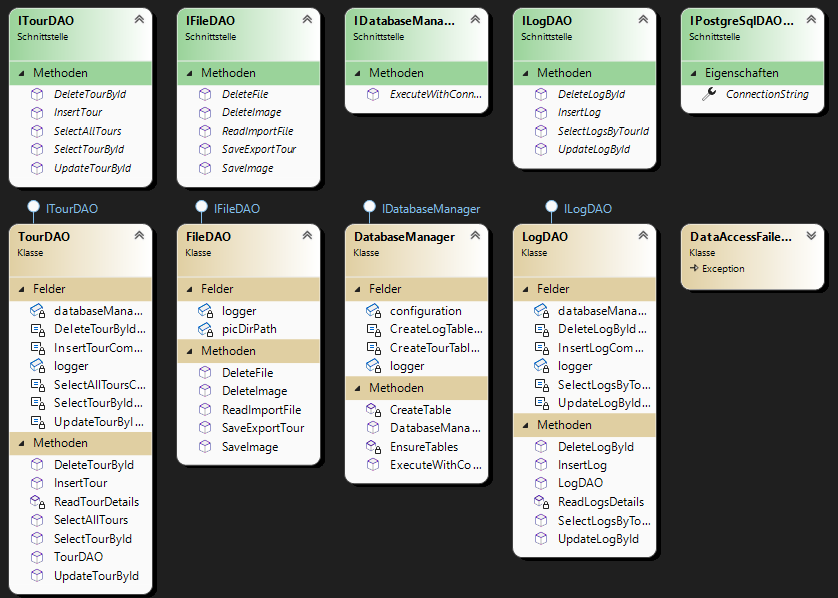 ITourDAO
Schnittstelle
Methoden
DeleteTourById
InsertTour
SelectAllTours
SelectTourById
UpdateTourById
IFileDAO
Schnittstelle
Methoden
DeleteFile
DeleteImage
ReadImportFile
SaveExportTour
SaveImage
IDatabaseMana...
Schnittstelle
Methoden
ExecuteWithConn...
ILogDAO
Schnittstelle
Methoden
DeleteLogById
InsertLog
SelectLogsByTourId
UpdateLogById
IPostgreSqlDAO...
Schnittstelle
Eigenschaften
ConnectionString
ITourDAO
TourDAO
Klasse
Felder
databaseMana...
DeleteTourById...
InsertTourCom...
logger
SelectAllToursC...
SelectTourById...
UpdateTourByI...
Methoden
DeleteTourById
InsertTour
ReadTourDetails
SelectAllTours
SelectTourById
TourDAO
UpdateTourById
IFileDAO
FileDAO
Klasse
Felder
logger
picDirPath
Methoden
DeleteFile
DeleteImage
ReadImportFile
SaveExportTour
SaveImage
IDatabaseManager
DatabaseManager
Klasse
Felder
configuration
CreateLogTable...
CreateTourTabl...
logger
Methoden
CreateTable
DatabaseMana...
EnsureTables
ExecuteWithCo...
ILogDAO
LogDAO
Klasse
Felder
databaseMana...
DeleteLogById...
InsertLogCom...
logger
SelectLogsByTo...
UpdateLogById...
Methoden
DeleteLogById
InsertLog
LogDAO
ReadLogsDetails
SelectLogsByTo...
UpdateLogById
DataAccessFaile...
Klasse
Exception